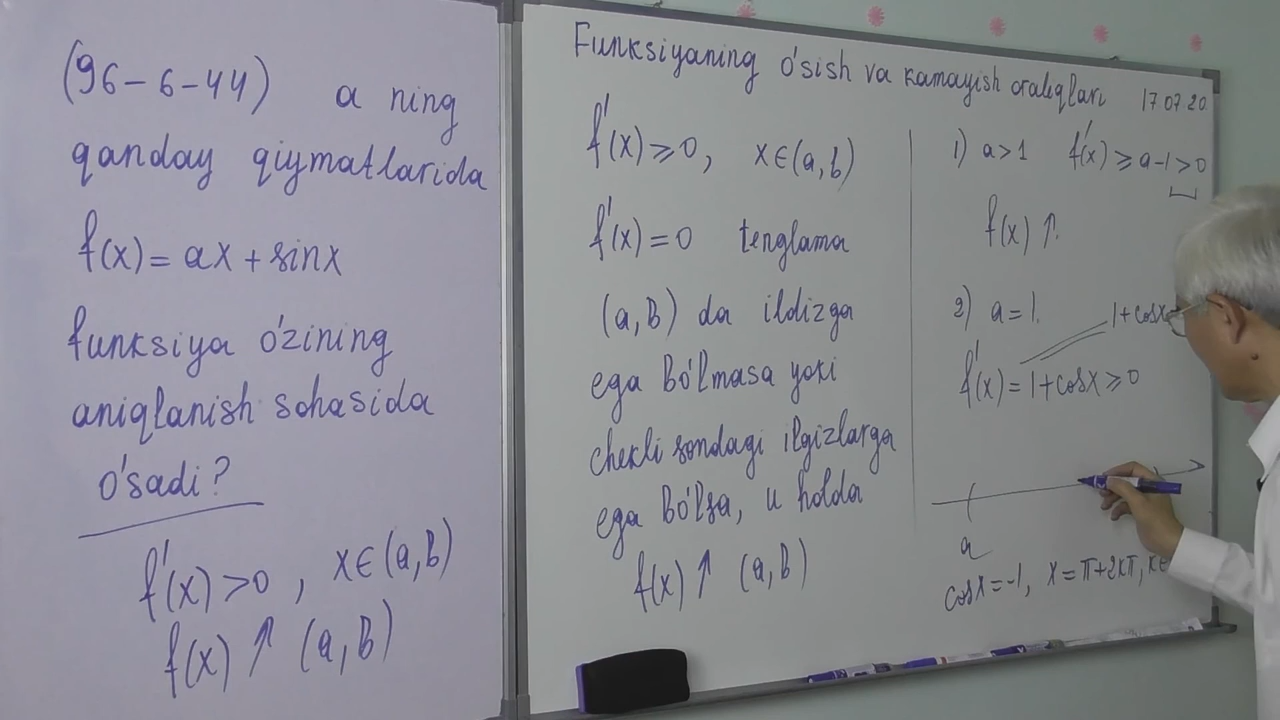 (96-6-44) a ning
qanday qiymatlarida
f(x)=ax+sinx
funksiya o'zining
aniqlanish sohasida
o'sadi?
f'(x)>0, x∈(a,b)
f(x)↑ (a,b)
Funksiyaning o'sish va kamayish oraliqlari 17.07.20.
f'(x)≥0, x∈(a,b)
f'(x)=0 tenglama
(a,b) da ildizga
ega bo'lmasa yoki
chekli sondagi ilgizlarga
ega bo'lsa, u holda
f(x)↑ (a,b)
1) a>1 f'(x)≥a-1>0
f(x)↑.
2) a=1. 1+cosx
f'(x)=1+cosx≥0
a
cosx=-1, x=π+2kπ, k∈